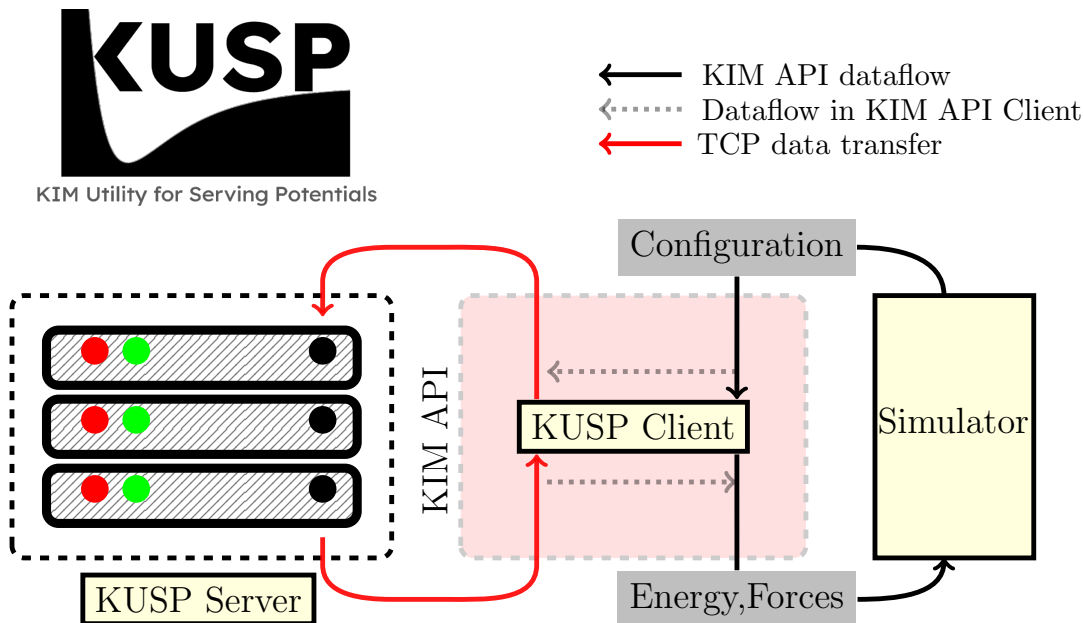 KUSP
KIM Utility for Serving Potentials
KIM API dataflow
Dataflow in KIM API Client
TCP data transfer
Configuration
KIM API
KUSP Client
Simulator
KUSP Server
Energy,Forces